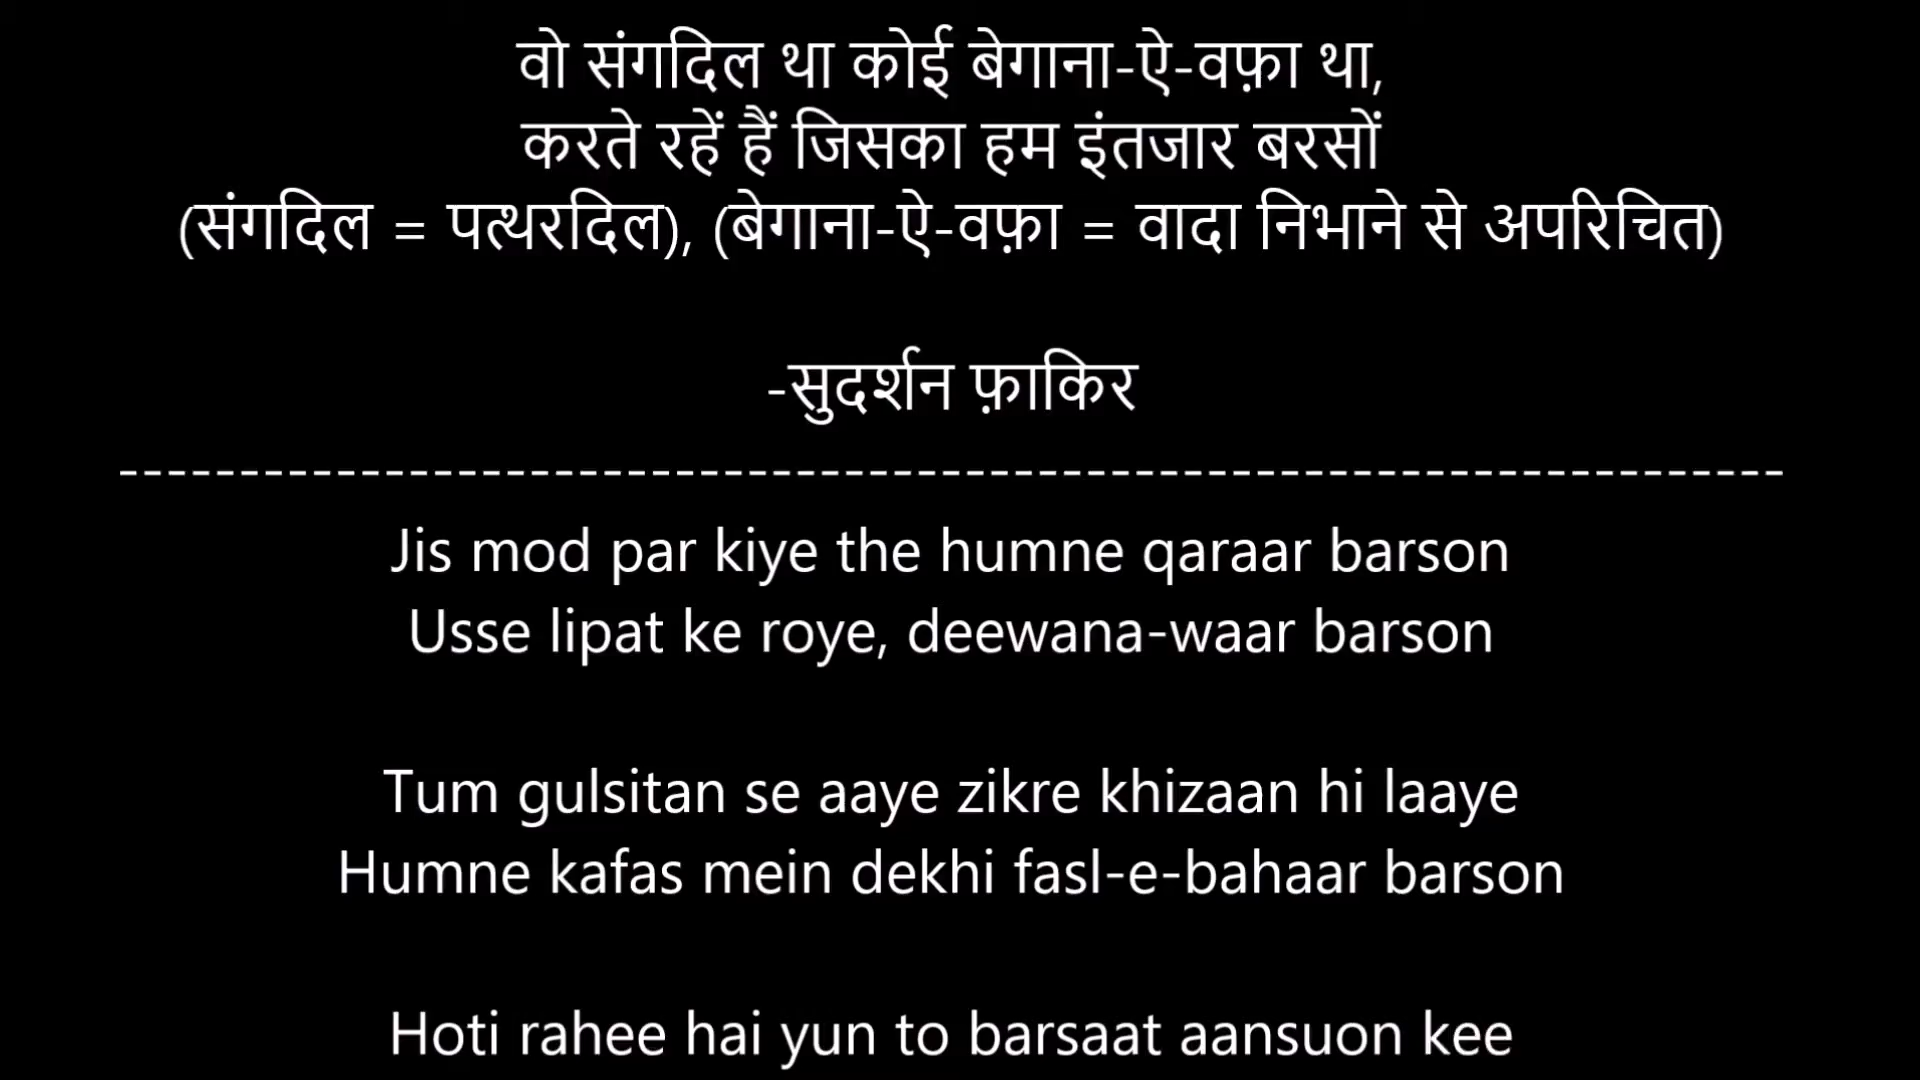 वो संगदिल था कोई बेगाना-ऐ-वफ़ा था,
करते रहें हैं जिसका हम इंतजार बरसों
(संगदिल = पत्थरदिल), (बेगाना-ऐ-वफ़ा = वादा निभाने से अपरिचित)
-सुदर्शन फ़ाकिर
---------------------------------------------------------------------
Jis mod par kiye the humne qaraar barson
Usse lipat ke roye, deewana-waar barson
Tum gulsitan se aaye zikre khizaan hi laaye
Humne kafas mein dekhi fasl-e-bahaar barson
Hoti rahee hai yun to barsaat aansuon kee